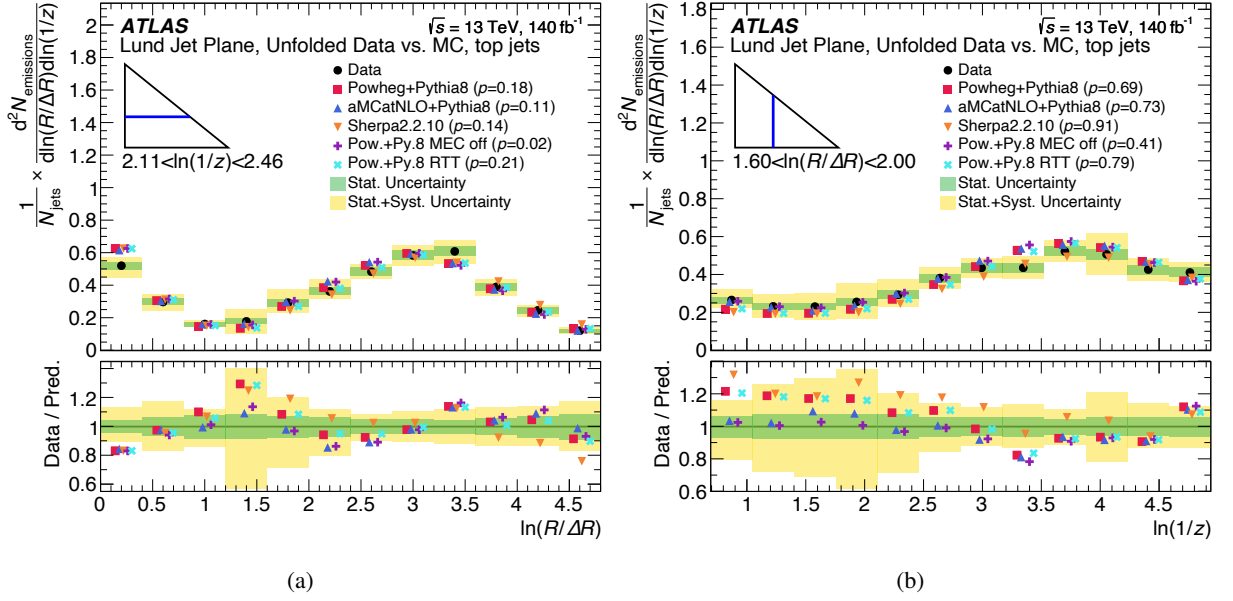 ATLAS
√s = 13 TeV, 140 fb⁻¹
Lund Jet Plane, Unfolded Data vs. MC, top jets
Data
Powheg+Pythia8 (p=0.18)
aMCatNLO+Pythia8 (p=0.11)
Sherpa2.2.10 (p=0.14)
Pow.+Py.8 MEC off (p=0.02)
Pow.+Py.8 RTT (p=0.21)
Stat. Uncertainty
Stat.+Syst. Uncertainty
2.11<ln(1/z)<2.46
1/N_jets × d²N_emissions/dln(R/ΔR)dln(1/z)
2
1.8
1.6
1.4
1.2
1
0.8
0.6
0.4
0.2
0
Data / Pred.
1.2
1
0.8
0.6
0 0.5 1 1.5 2 2.5 3 3.5 4 4.5
ln(R/ΔR)
(a)
ATLAS
√s = 13 TeV, 140 fb⁻¹
Lund Jet Plane, Unfolded Data vs. MC, top jets
Data
Powheg+Pythia8 (p=0.69)
aMCatNLO+Pythia8 (p=0.73)
Sherpa2.2.10 (p=0.91)
Pow.+Py.8 MEC off (p=0.41)
Pow.+Py.8 RTT (p=0.79)
Stat. Uncertainty
Stat.+Syst. Uncertainty
1.60<ln(R/ΔR)<2.00
1/N_jets × d²N_emissions/dln(R/ΔR)dln(1/z)
1.8
1.6
1.4
1.2
1
0.8
0.6
0.4
0.2
0
Data / Pred.
1.2
1
0.8
0.6
1 1.5 2 2.5 3 3.5 4 4.5
ln(1/z)
(b)